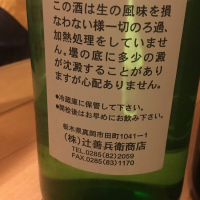 この酒は生の風味を損
なわない様一切のろ過、
加熱処理をしていませ
ん。壜の底に多少の澱
が沈澱することがあり
ますが心配ありません。
●冷蔵庫に保管して下さい。
●開栓後はお早めにお飲み下さい。
栃木県真岡市田町1041−1
(株)辻善兵衛商店
TEL.0285(82)2059
FAX.0285(83)1170